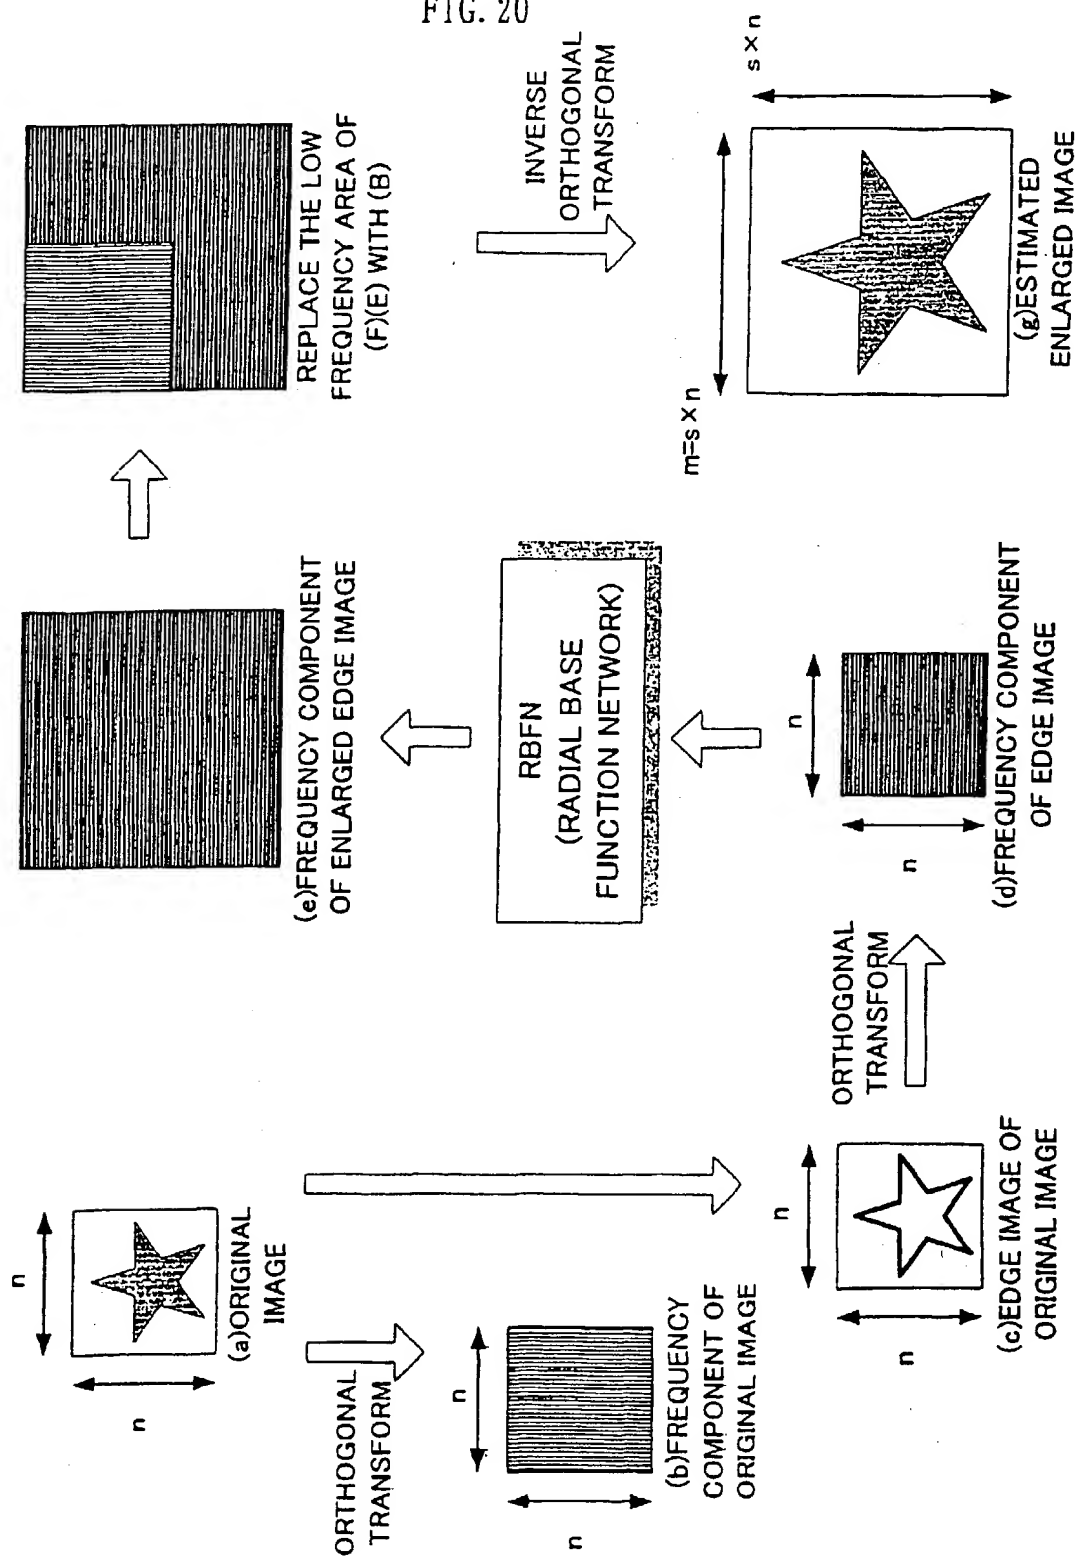 FIG. 20
n
n
(a)ORIGINAL
IMAGE
ORTHOGONAL
TRANSFORM
n
n
(b)FREQUENCY
COMPONENT OF
ORIGINAL IMAGE
n
n
(c)EDGE IMAGE OF
ORIGINAL IMAGE
ORTHOGONAL
TRANSFORM
n
n
(d)FREQUENCY COMPONENT
OF EDGE IMAGE
RBFN
(RADIAL BASE
FUNCTION NETWORK)
(e)FREQUENCY COMPONENT
OF ENLARGED EDGE IMAGE
REPLACE THE LOW
FREQUENCY AREA OF
(F)(E) WITH (B)
INVERSE
ORTHOGONAL
TRANSFORM
m=s×n
s×n
(g)ESTIMATED
ENLARGED IMAGE